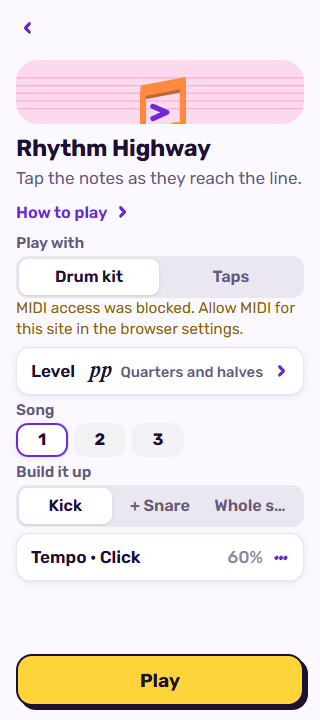 Rhythm Highway
Tap the notes as they reach the line.
How to play
Play with
Drum kit Taps
MIDI access was blocked. Allow MIDI for
this site in the browser settings.
Level pp Quarters and halves
Song
1 2 3
Build it up
Kick + Snare Whole s…
Tempo • Click 60%
Play